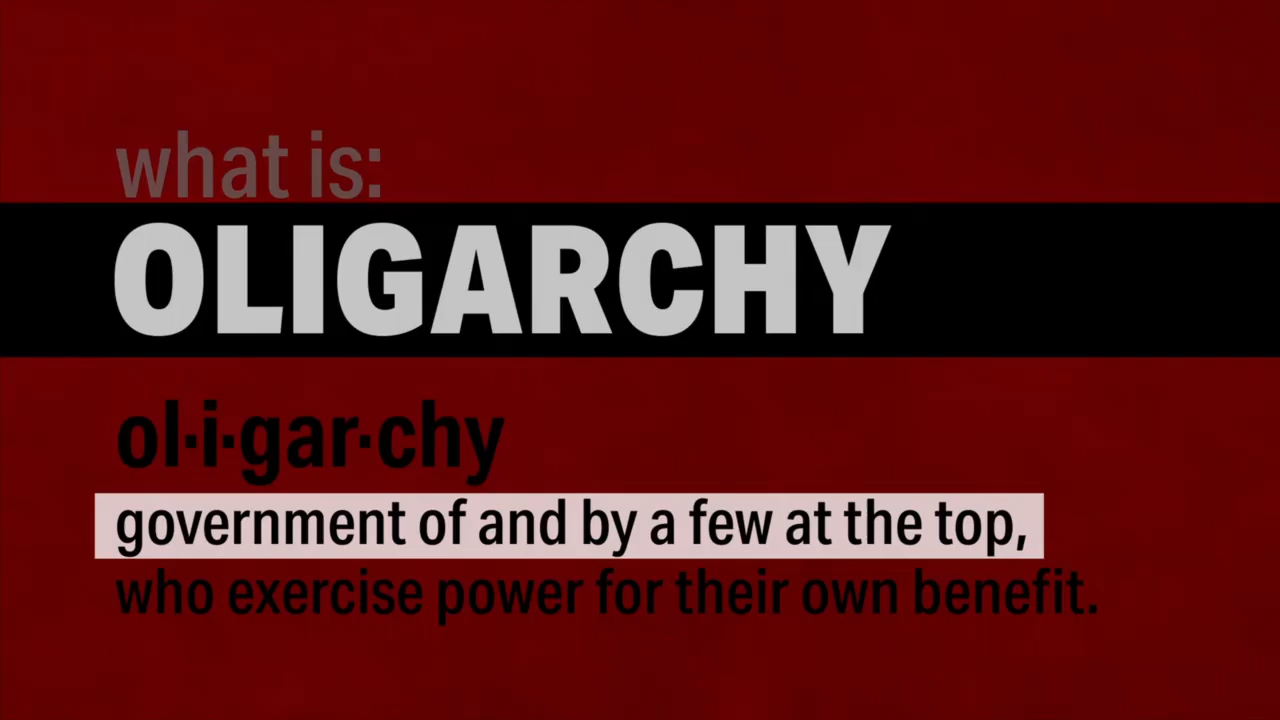 what is:
OLIGARCHY
ol·i·gar·chy
government of and by a few at the top,
who exercise power for their own benefit.